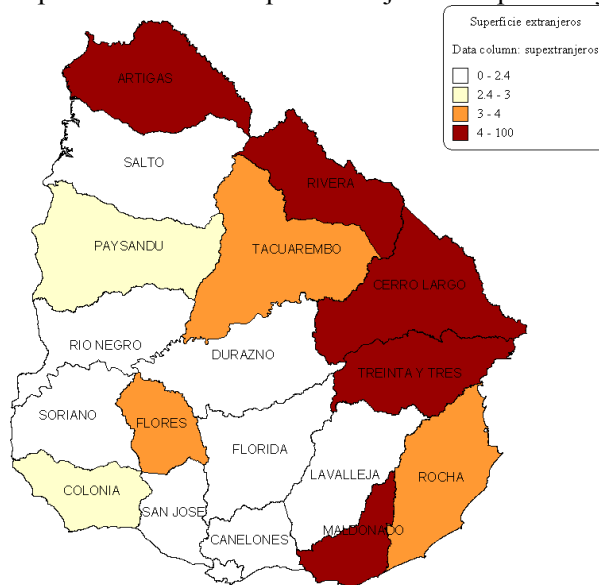 Superficie extranjeros
Data column: supextranjeros
0 - 2.4
2.4 - 3
3 - 4
4 - 100
ARTIGAS
SALTO
RIVERA
PAYSANDU
TACUAREMBO
CERRO LARGO
RIO NEGRO
DURAZNO
TREINTA Y TRES
SORIANO
FLORES
FLORIDA
LAVALLEJA
ROCHA
COLONIA
SAN JOSE
CANELONES
MALDONADO